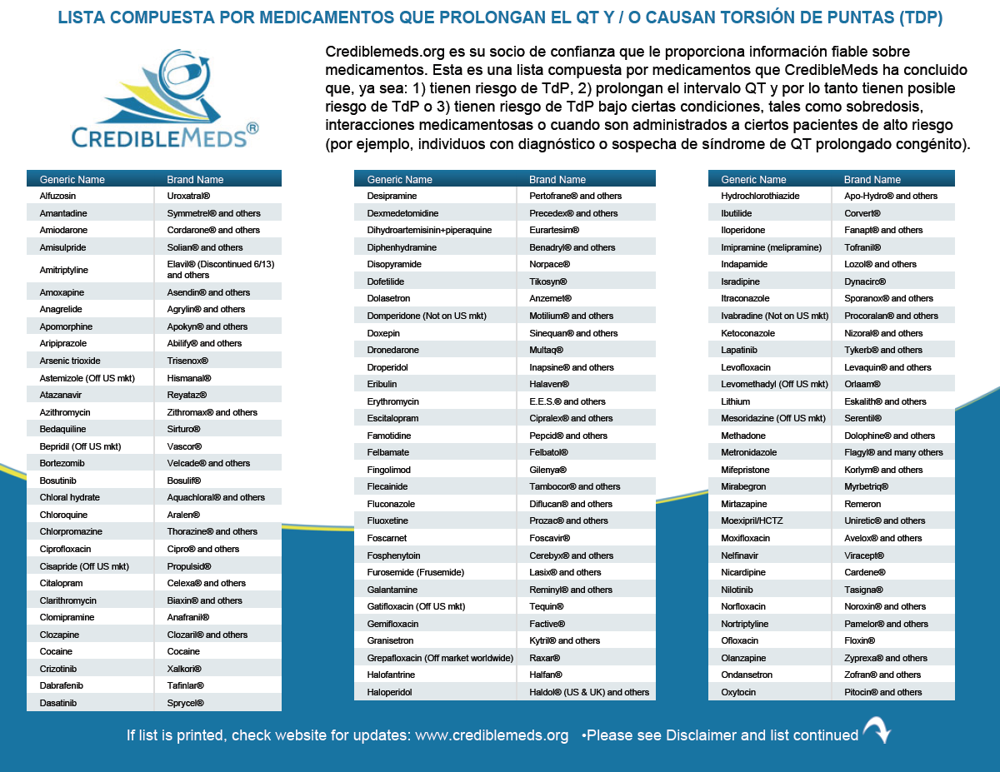 LISTA COMPUESTA POR MEDICAMENTOS QUE PROLONGAN EL QT Y / O CAUSAN TORSIÓN DE PUNTAS (TDP)
CREDIBLEMEDS®
Crediblemeds.org es su socio de confianza que le proporciona información fiable sobre
medicamentos. Esta es una lista compuesta por medicamentos que CredibleMeds ha concluido
que, ya sea: 1) tienen riesgo de TdP, 2) prolongan el intervalo QT y por lo tanto tienen posible
riesgo de TdP o 3) tienen riesgo de TdP bajo ciertas condiciones, tales como sobredosis,
interacciones medicamentosas o cuando son administrados a ciertos pacientes de alto riesgo
(por ejemplo, individuos con diagnóstico o sospecha de síndrome de QT prolongado congénito).
Generic Name Brand Name
Alfuzosin Uroxatral®
Amantadine Symmetrel® and others
Amiodarone Cordarone® and others
Amisulpride Solian® and others
Amitriptyline Elavil® (Discontinued 6/13)
and others
Amoxapine Asendin® and others
Anagrelide Agrylin® and others
Apomorphine Apokyn® and others
Aripiprazole Abilify® and others
Arsenic trioxide Trisenox®
Astemizole (Off US mkt) Hismanal®
Atazanavir Reyataz®
Azithromycin Zithromax® and others
Bedaquiline Sirturo®
Bepridil (Off US mkt) Vascor®
Bortezomib Velcade® and others
Bosutinib Bosulif®
Chloral hydrate Aquachloral® and others
Chloroquine Aralen®
Chlorpromazine Thorazine® and others
Ciprofloxacin Cipro® and others
Cisapride (Off US mkt) Propulsid®
Citalopram Celexa® and others
Clarithromycin Biaxin® and others
Clomipramine Anafranil®
Clozapine Clozaril® and others
Cocaine Cocaine
Crizotinib Xalkori®
Dabrafenib Tafinlar®
Dasatinib Sprycel®
Generic Name Brand Name
Desipramine Pertofrane® and others
Dexmedetomidine Precedex® and others
Dihydroartemisinin+piperaquine Eurartesim®
Diphenhydramine Benadryl® and others
Disopyramide Norpace®
Dofetilide Tikosyn®
Dolasetron Anzemet®
Domperidone (Not on US mkt) Motilium® and others
Doxepin Sinequan® and others
Dronedarone Multaq®
Droperidol Inapsine® and others
Eribulin Halaven®
Erythromycin E.E.S.® and others
Escitalopram Cipralex® and others
Famotidine Pepcid® and others
Felbamate Felbatol®
Fingolimod Gilenya®
Flecainide Tambocor® and others
Fluconazole Diflucan® and others
Fluoxetine Prozac® and others
Foscarnet Foscavir®
Fosphenytoin Cerebyx® and others
Furosemide (Frusemide) Lasix® and others
Galantamine Reminyl® and others
Gatifloxacin (Off US mkt) Tequin®
Gemifloxacin Factive®
Granisetron Kytril® and others
Grepafloxacin (Off market worldwide) Raxar®
Halofantrine Halfan®
Haloperidol Haldol® (US & UK) and others
Generic Name Brand Name
Hydrochlorothiazide Apo-Hydro® and others
Ibutilide Corvert®
Iloperidone Fanapt® and others
Imipramine (melipramine) Tofranil®
Indapamide Lozol® and others
Isradipine Dynacirc®
Itraconazole Sporanox® and others
Ivabradine (Not on US mkt) Procoralan® and others
Ketoconazole Nizoral® and others
Lapatinib Tykerb® and others
Levofloxacin Levaquin® and others
Levomethadyl (Off US mkt) Orlaam®
Lithium Eskalith® and others
Mesoridazine (Off US mkt) Serentil®
Methadone Dolophine® and others
Metronidazole Flagyl® and many others
Mifepristone Korlym® and others
Mirabegron Myrbetriq®
Mirtazapine Remeron
Moexipril/HCTZ Uniretic® and others
Moxifloxacin Avelox® and others
Nelfinavir Viracept®
Nicardipine Cardene®
Nilotinib Tasigna®
Norfloxacin Noroxin® and others
Nortriptyline Pamelor® and others
Ofloxacin Floxin®
Olanzapine Zyprexa® and others
Ondansetron Zofran® and others
Oxytocin Pitocin® and others
If list is printed, check website for updates: www.crediblemeds.org •Please see Disclaimer and list continued